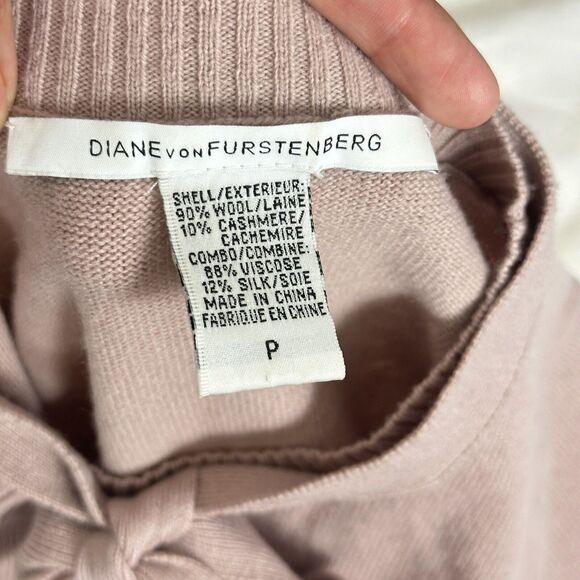 DIANE VON FURSTENBERG
SHELL/EXTERIEUR:
90% WOOL/LAINE
10% CASHMERE/
CACHEMIRE
COMBO/COMBINE:
88% VISCOSE
12% SILK/SOIE
MADE IN CHINA
FABRIQUE EN CHINE
P